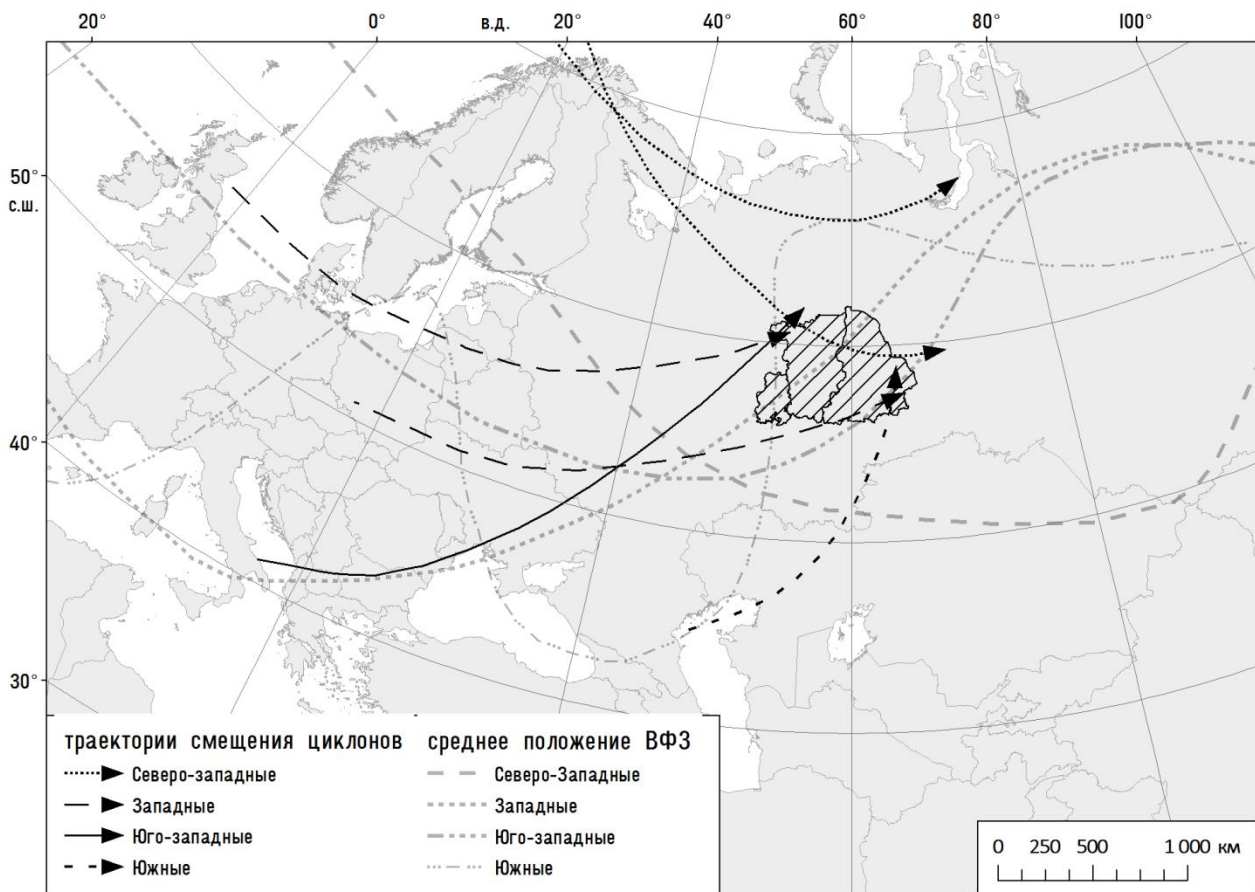 20° 0° в.д. 20° 40° 60° 80° 100°
50°
с.ш.
40°
30°
траектории смещения циклонов
Северо-западные
Западные
Юго-западные
Южные
среднее положение ВФЗ
Северо-Западные
Западные
Юго-западные
Южные
0 250 500 1 000 км